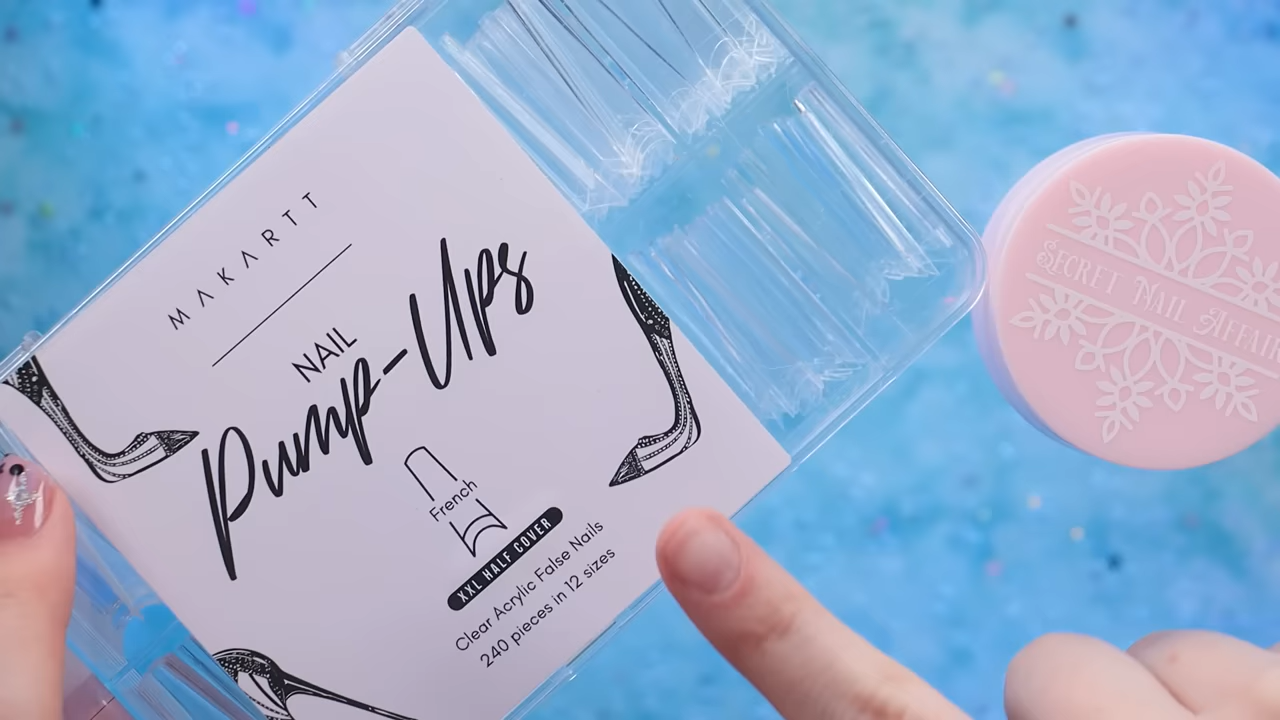 MAKARTT
NAIL
Pump-Ups
French
XXL HALF COVER
Clear Acrylic False Nails
240 pieces in 12 sizes
SECRET NAIL AFFAIR